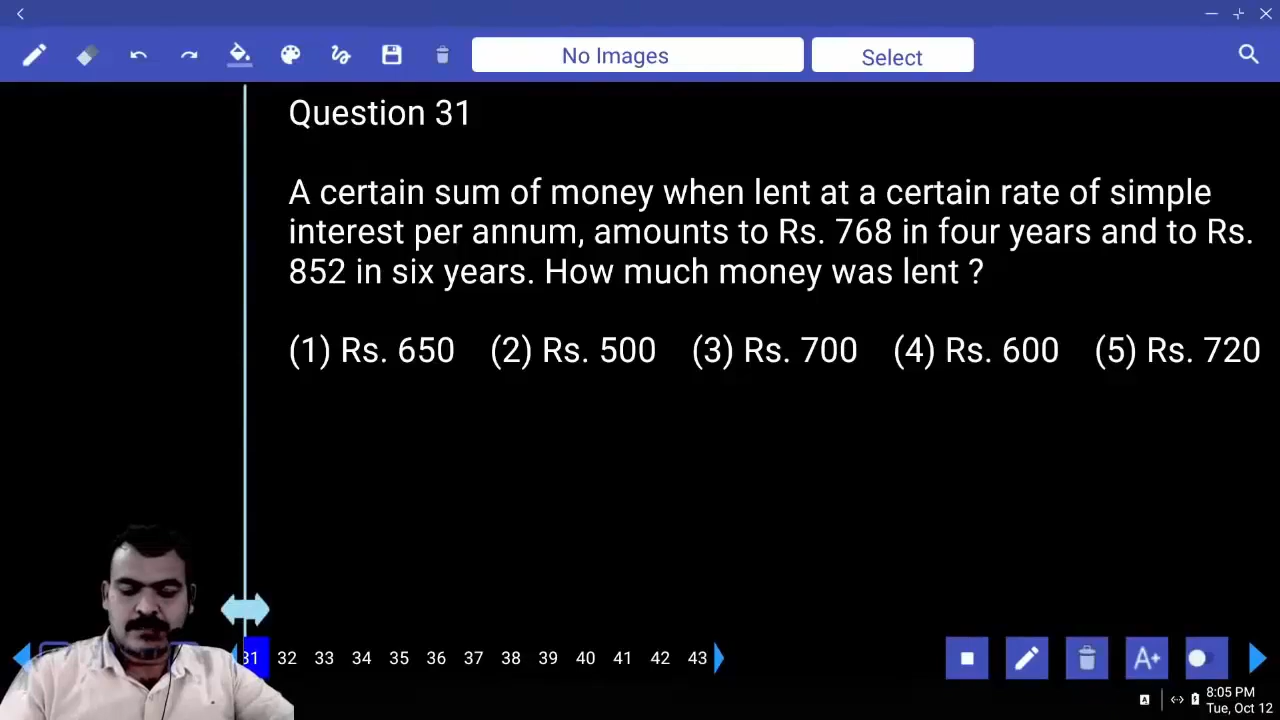 No Images
Select
Question 31
A certain sum of money when lent at a certain rate of simple
interest per annum, amounts to Rs. 768 in four years and to Rs.
852 in six years. How much money was lent ?
(1) Rs. 650 (2) Rs. 500 (3) Rs. 700 (4) Rs. 600 (5) Rs. 720
31 32 33 34 35 36 37 38 39 40 41 42 43
A+
A
8:05 PM
Tue, Oct 12